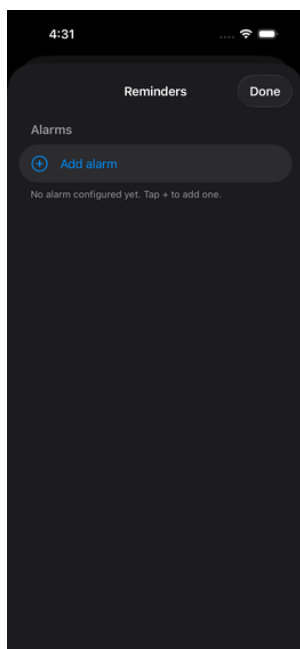 4:31
Reminders
Done
Alarms
Add alarm
No alarm configured yet. Tap + to add one.